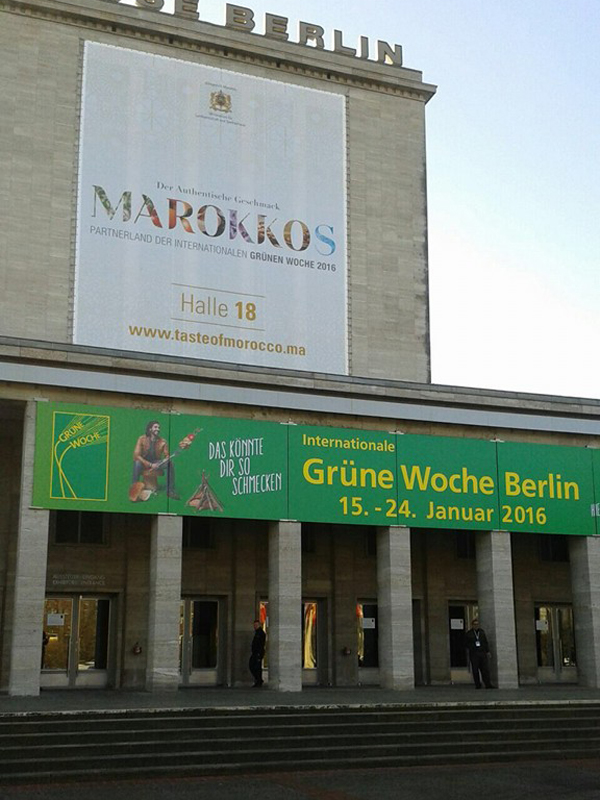 SE BERLIN
Der Authentische Geschmack
MAROKKOS
PARTNERLAND DER INTERNATIONALEN GRÜNEN WOCHE 2016
Halle 18
www.tasteofmorocco.ma
GRÜNE
WOCHE
DAS KÖNNTE
DIR SO
SCHMECKEN
Internationale
Grüne Woche Berlin
15. - 24. Januar 2016